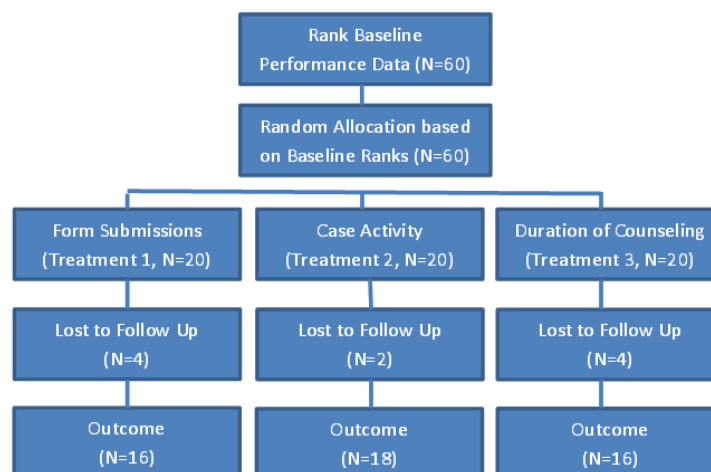 Rank Baseline
Performance Data (N=60)
Random Allocation based
on Baseline Ranks (N=60)
Form Submissions
(Treatment 1, N=20)
Case Activity
(Treatment 2, N=20)
Duration of Counseling
(Treatment 3, N=20)
Lost to Follow Up
(N=4)
Lost to Follow Up
(N=2)
Lost to Follow Up
(N=4)
Outcome
(N=16)
Outcome
(N=18)
Outcome
(N=16)